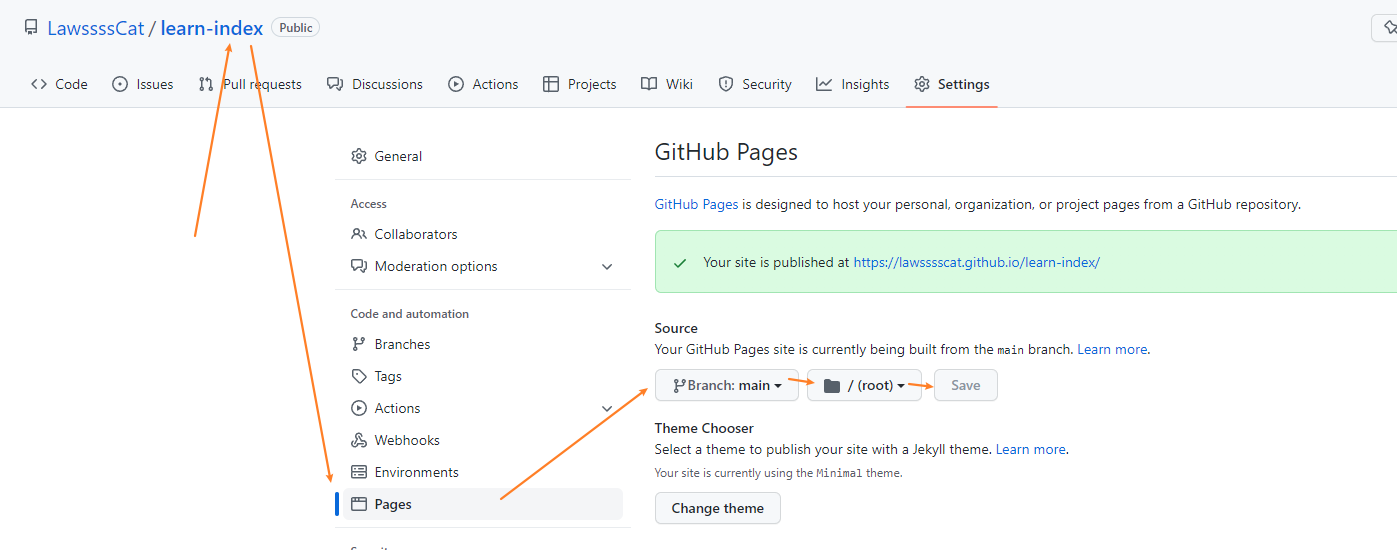 LawssssCat / learn-index Public
Code Issues Pull requests Discussions Actions Projects Wiki Security Insights Settings
General
Access
Collaborators
Moderation options
Code and automation
Branches
Tags
Actions
Webhooks
Environments
Pages
GitHub Pages
GitHub Pages is designed to host your personal, organization, or project pages from a GitHub repository.
Your site is published at https://lawsssscat.github.io/learn-index/
Source
Your GitHub Pages site is currently being built from the main branch. Learn more.
Branch: main / (root) Save
Theme Chooser
Select a theme to publish your site with a Jekyll theme. Learn more.
Your site is currently using the Minimal theme.
Change theme